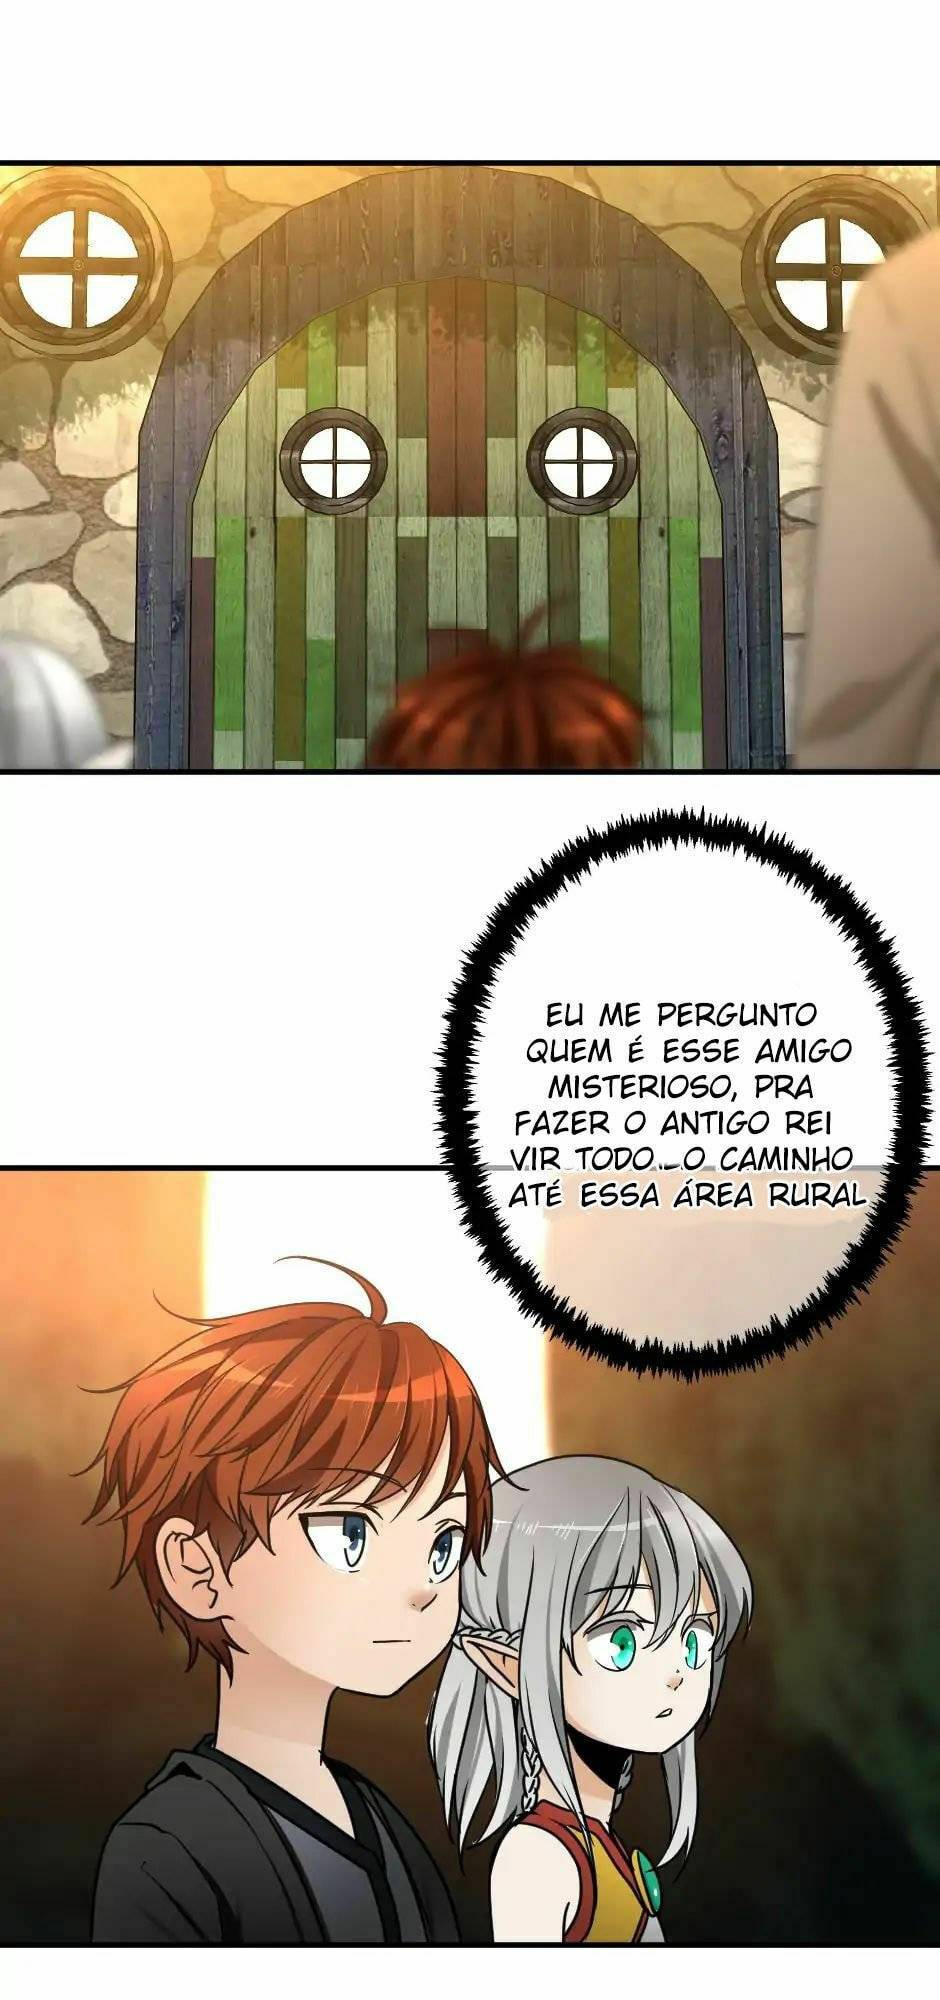 EU ME PERGUNTO
QUEM É ESSE AMIGO
MISTERIOSO, PRA
FAZER O ANTIGO REI
VIR TODO O CAMINHO
ATÉ ESSA ÁREA RURAL